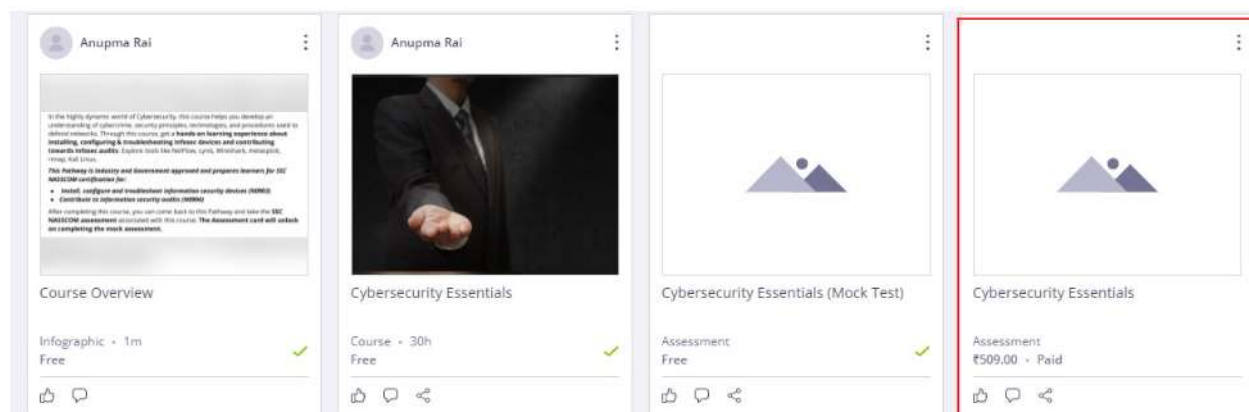 Anupma Rai
In the highly dynamic world of Cybersecurity, this course helps you develop an
understanding of cybercrime, security principles, technologies, and procedures used to
defend networks. Through this course, get a hands-on learning experience about
installing, configuring & troubleshooting infosec devices and contributing
towards infosec audits. Explore tools like NetFlow, Lynis, Wireshark, metasploit,
nmap, Kali Linux.
This Pathway is Industry and Government approved and prepares learners for SSC
NASSCOM certification for:
• Install, configure and troubleshoot information security devices (N0903)
• Contribute to information security audits (N0904)
After completing this course, you can come back to this Pathway and take the SSC
NASSCOM assessment associated with this course. The Assessment card will unlock
on completing the mock assessment.
Course Overview
Infographic • 1m
Free
Anupma Rai
Cybersecurity Essentials
Course • 30h
Free
Cybersecurity Essentials (Mock Test)
Assessment
Free
Cybersecurity Essentials
Assessment
₹509.00 • Paid